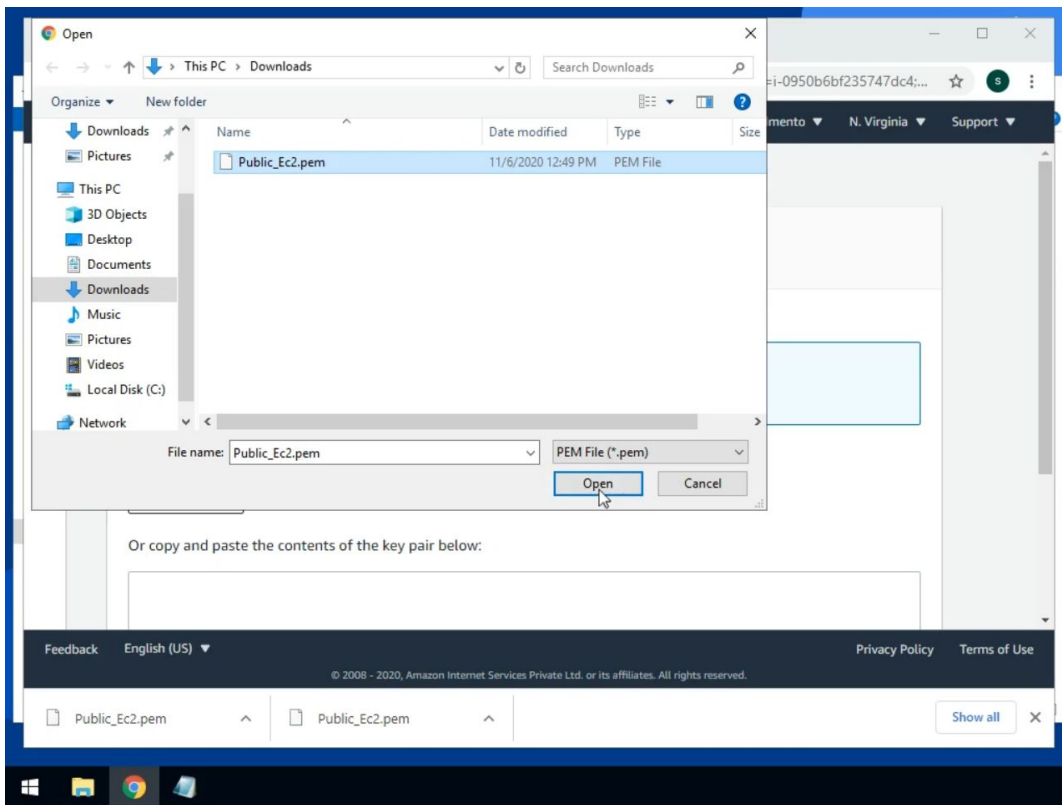 Open
This PC > Downloads
Search Downloads
=i-0950b6bf235747dc4;...
S
Organize
New folder
?
mento
N. Virginia
Support
Downloads
Pictures
This PC
3D Objects
Desktop
Documents
Downloads
Music
Pictures
Videos
Local Disk (C:)
Network
Name
Date modified
Type
Size
Public_Ec2.pem
11/6/2020 12:49 PM
PEM File
File name:
Public_Ec2.pem
PEM File (*.pem)
Open
Cancel
Or copy and paste the contents of the key pair below:
Feedback
English (US)
Privacy Policy
Terms of Use
© 2008 - 2020, Amazon Internet Services Private Ltd. or its affiliates. All rights reserved.
Public_Ec2.pem
Public_Ec2.pem
Show all